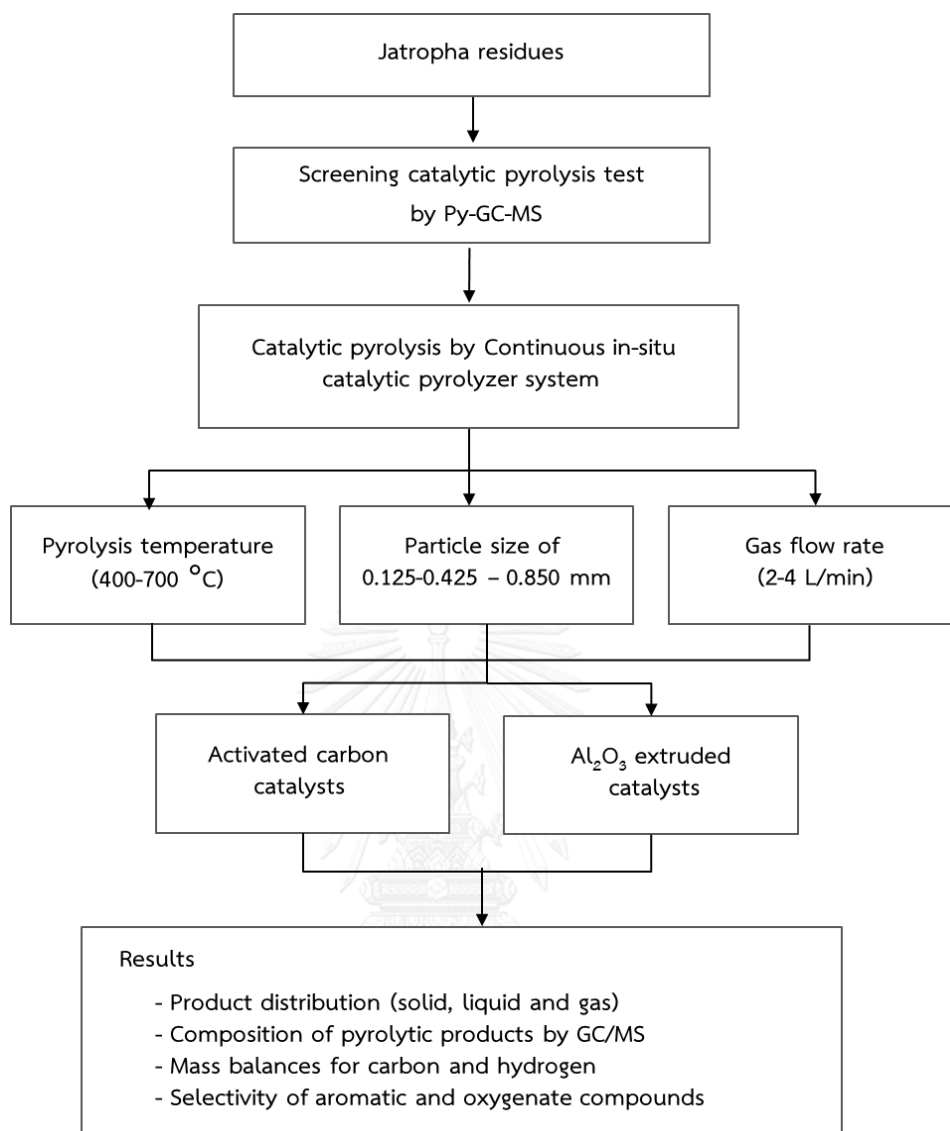 Jatropha residues
Screening catalytic pyrolysis test
by Py-GC-MS
Catalytic pyrolysis by Continuous in-situ
catalytic pyrolyzer system
Pyrolysis temperature
(400-700 °C)
Particle size of
0.125-0.425 – 0.850 mm
Gas flow rate
(2-4 L/min)
Activated carbon
catalysts
Al₂O₃ extruded
catalysts
Results
- Product distribution (solid, liquid and gas)
- Composition of pyrolytic products by GC/MS
- Mass balances for carbon and hydrogen
- Selectivity of aromatic and oxygenate compounds